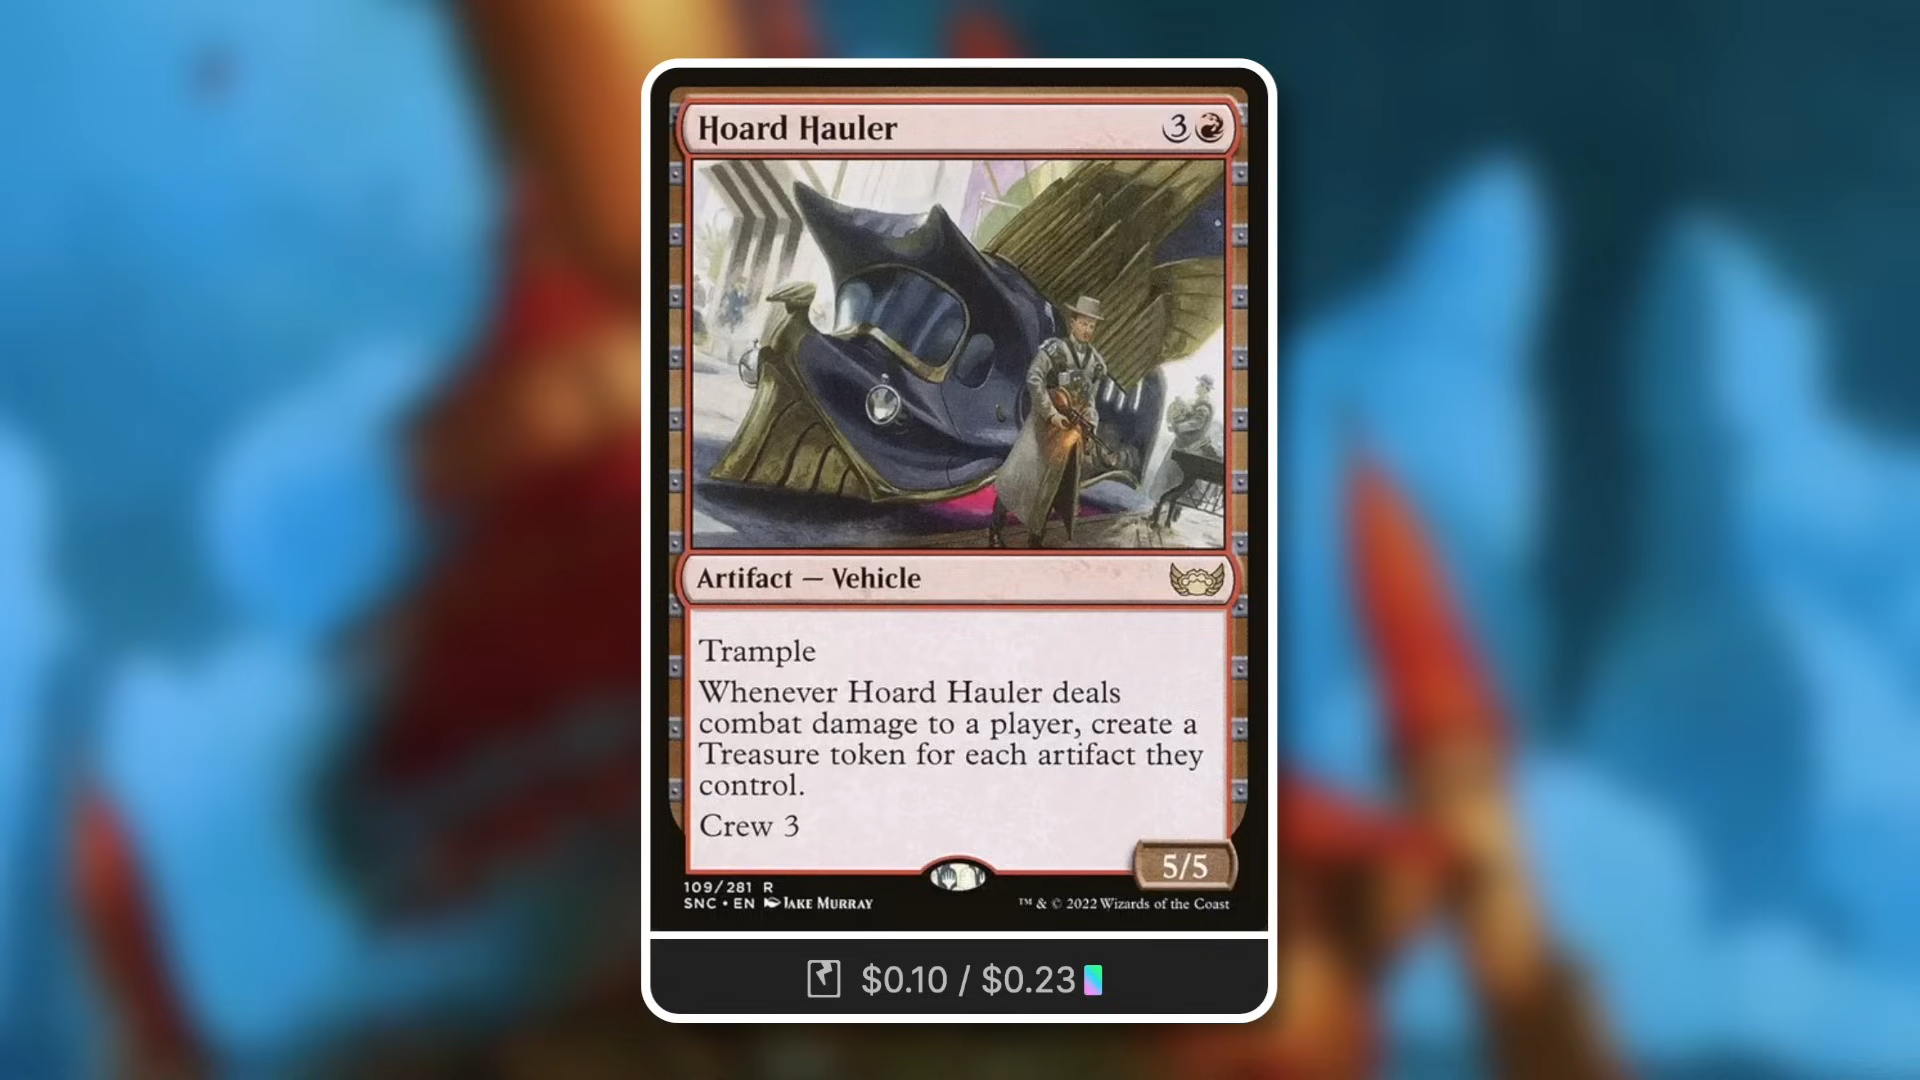 Hoard Hauler 3
Artifact — Vehicle
Trample
Whenever Hoard Hauler deals
combat damage to a player, create a
Treasure token for each artifact they
control.
Crew 3
5/5
109/281 R
SNC • EN Jake Murray
™ & © 2022 Wizards of the Coast
$0.10 / $0.23